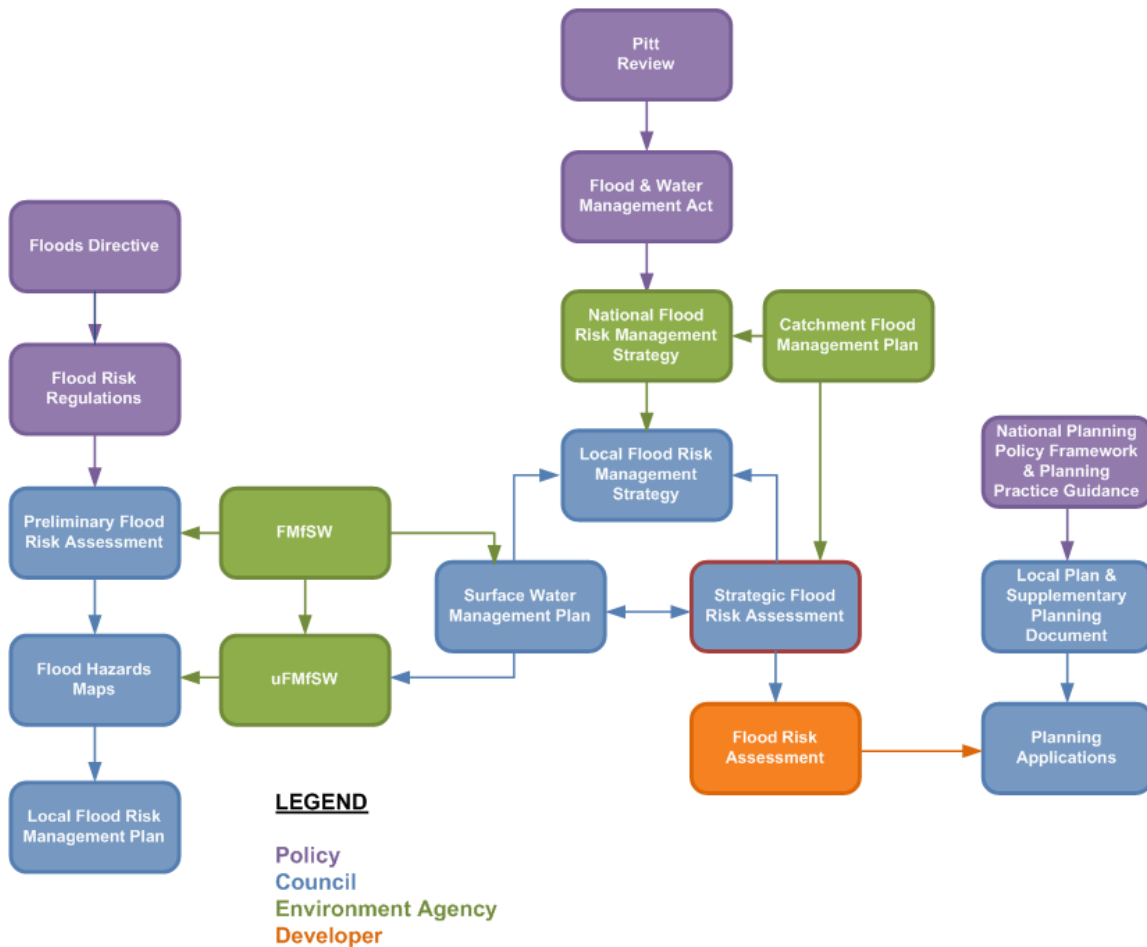 Pitt
Review
Flood & Water
Management Act
Floods Directive
National Flood
Risk Management
Strategy
Catchment Flood
Management Plan
Flood Risk
Regulations
Local Flood Risk
Management
Strategy
National Planning
Policy Framework
& Planning
Practice Guidance
Preliminary Flood
Risk Assessment
FMfSW
Surface Water
Management Plan
Strategic Flood
Risk Assessment
Local Plan &
Supplementary
Planning
Document
Flood Hazards
Maps
uFMfSW
Flood Risk
Assessment
Planning
Applications
Local Flood Risk
Management Plan
LEGEND
Policy
Council
Environment Agency
Developer